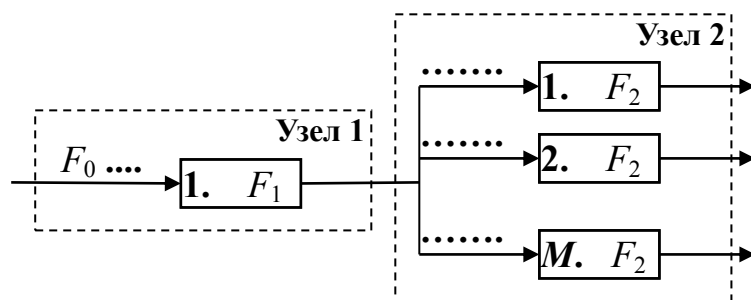 Узел 2
....... 1. F₂
Узел 1
F₀ .... 1. F₁
....... 2. F₂
....... M. F₂